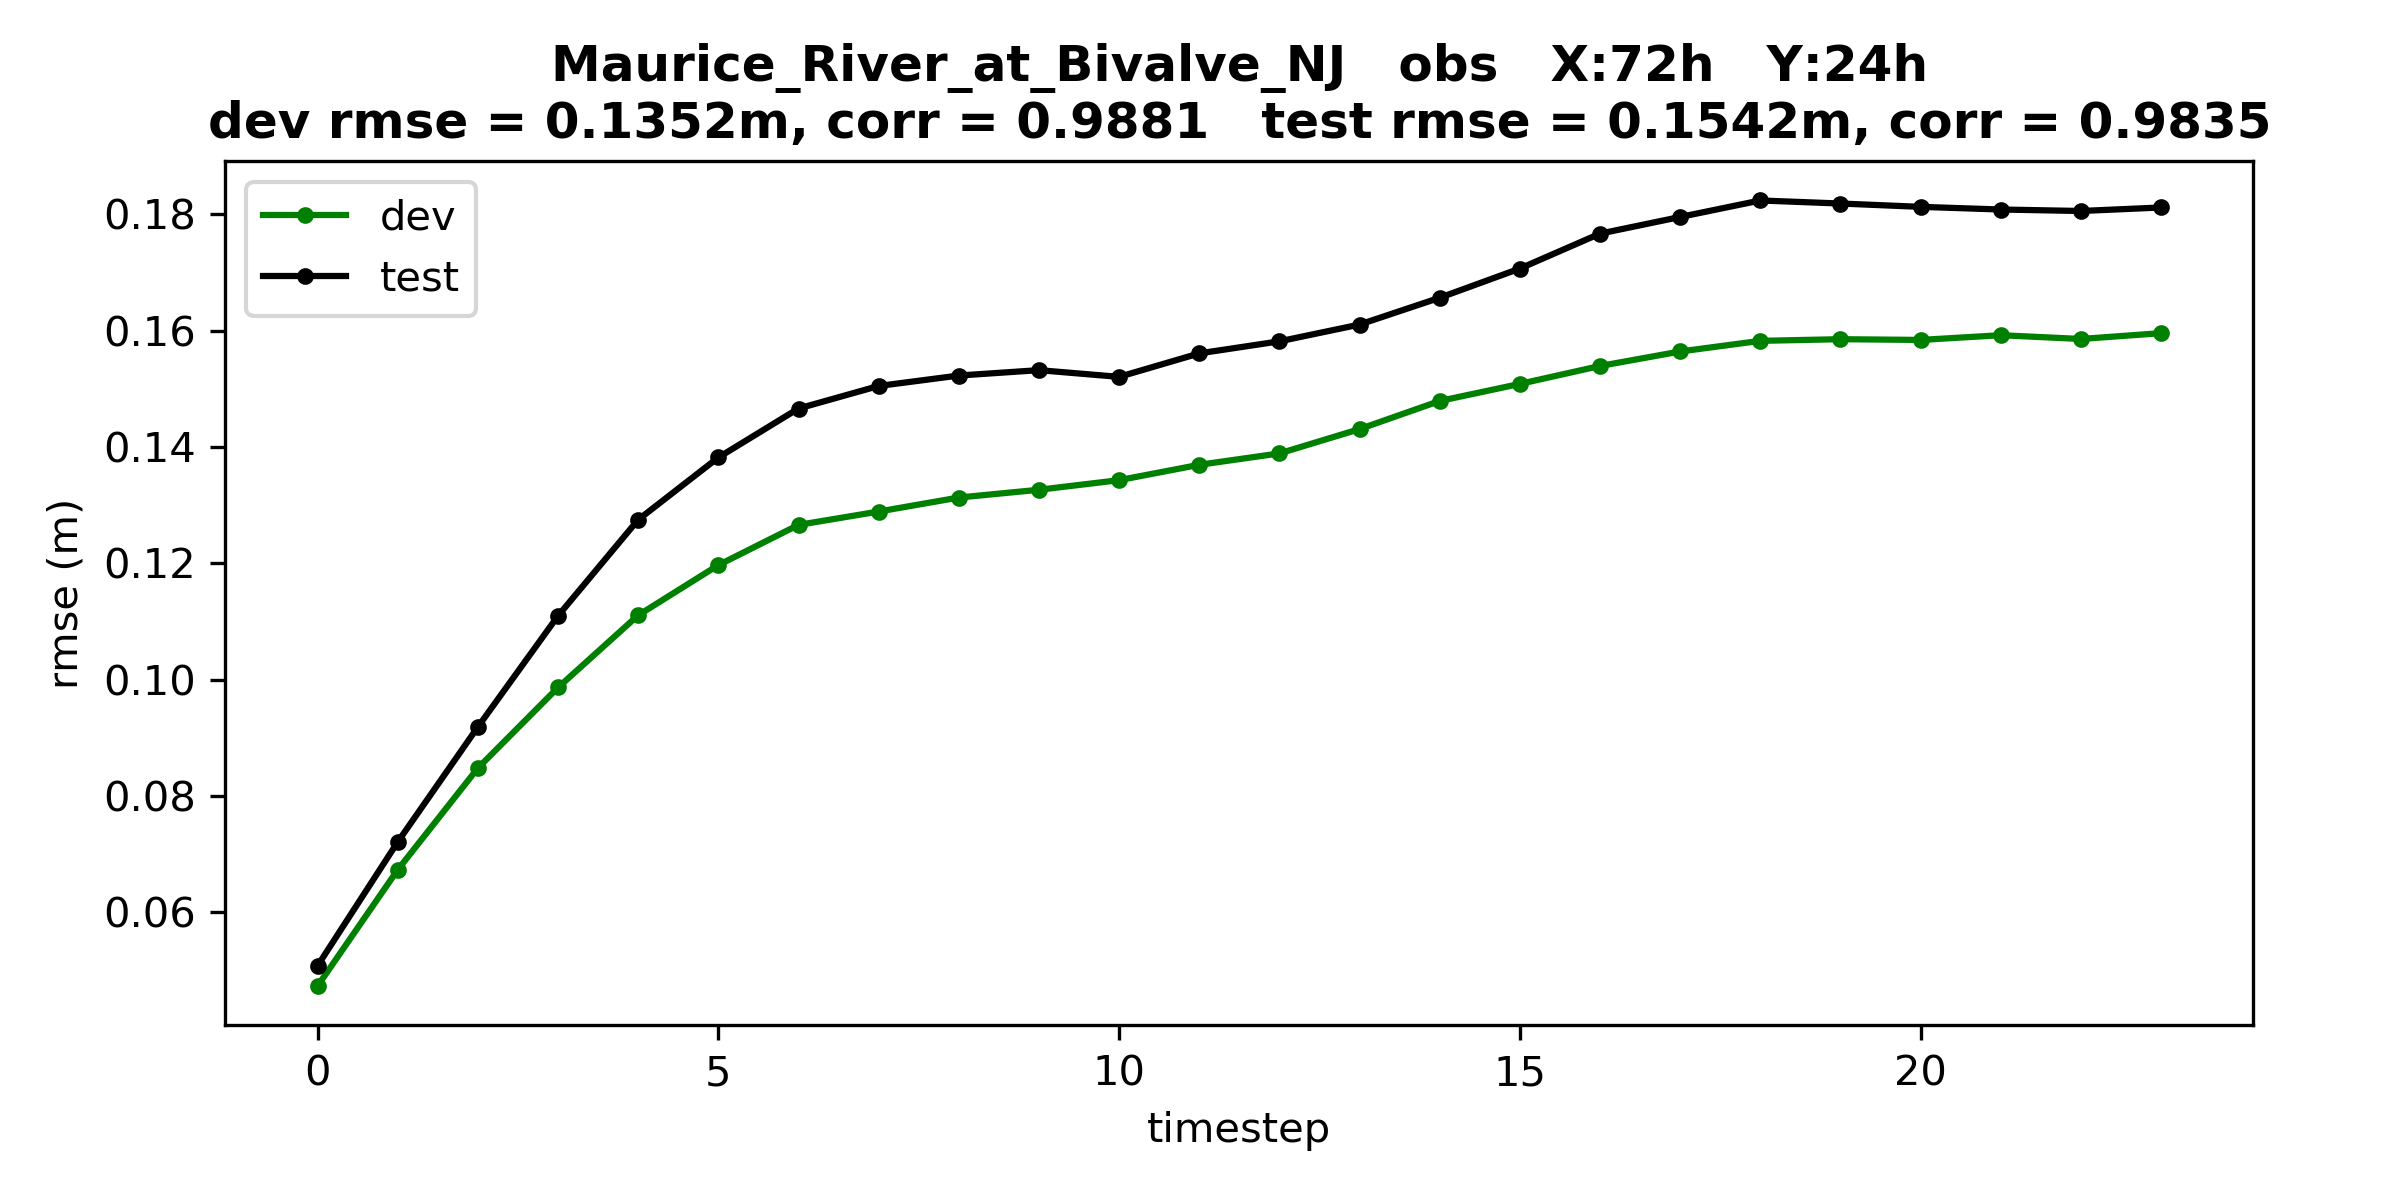 Maurice_River_at_Bivalve_NJ   obs   X:72h   Y:24h
dev rmse = 0.1352m, corr = 0.9881   test rmse = 0.1542m, corr = 0.9835
dev
test
0.18
0.16
0.14
0.12
0.10
0.08
0.06
rmse (m)
0 5 10 15 20
timestep